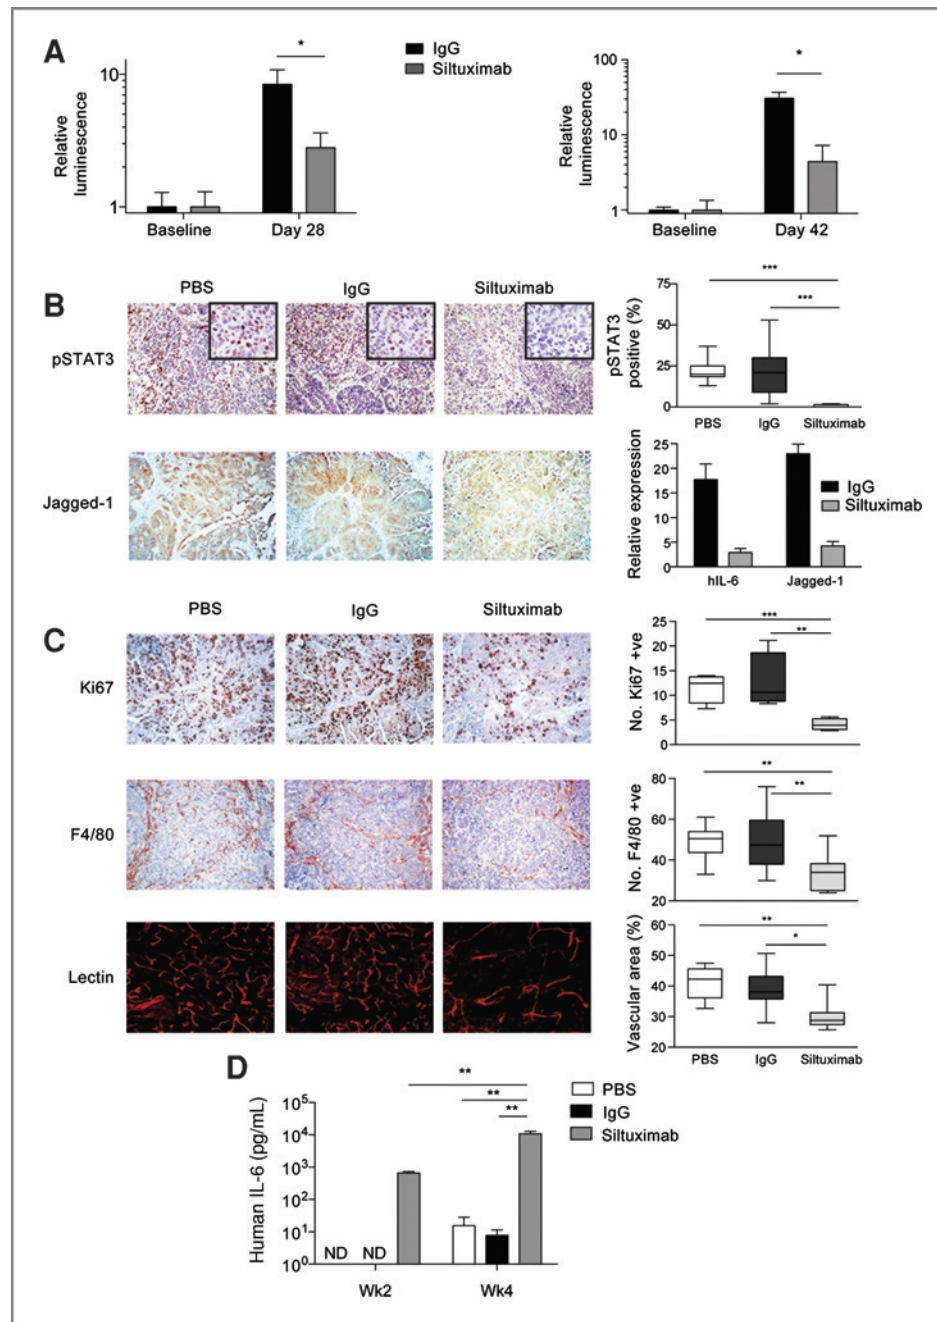 A
IgG
Siltuximab
*
10
1
Relative
luminescence
Baseline
Day 28
*
100
10
1
Relative
luminescence
Baseline
Day 42
B
PBS
IgG
Siltuximab
pSTAT3
Jagged-1
***
***
75
50
25
0
pSTAT3
positive (%)
PBS
IgG
Siltuximab
25
20
15
10
5
0
Relative expression
IgG
Siltuximab
hIL-6
Jagged-1
C
PBS
IgG
Siltuximab
Ki67
F4/80
Lectin
***
**
25
20
15
10
5
0
No. Ki67 +ve
**
**
80
60
40
20
No. F4/80 +ve
**
*
60
50
40
30
20
Vascular area (%)
PBS
IgG
Siltuximab
D
**
**
**
PBS
IgG
Siltuximab
10⁵
10⁴
10³
10²
10¹
10⁰
Human IL-6 (pg/mL)
ND
ND
Wk2
Wk4